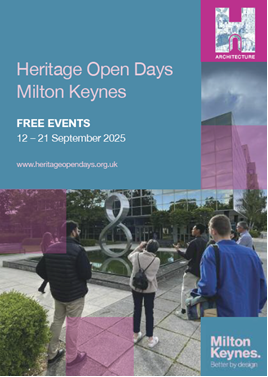 ARCHITECTURE
Heritage Open Days
Milton Keynes
FREE EVENTS
12 – 21 September 2025
www.heritageopendays.org.uk
Milton
Keynes.
Better by design